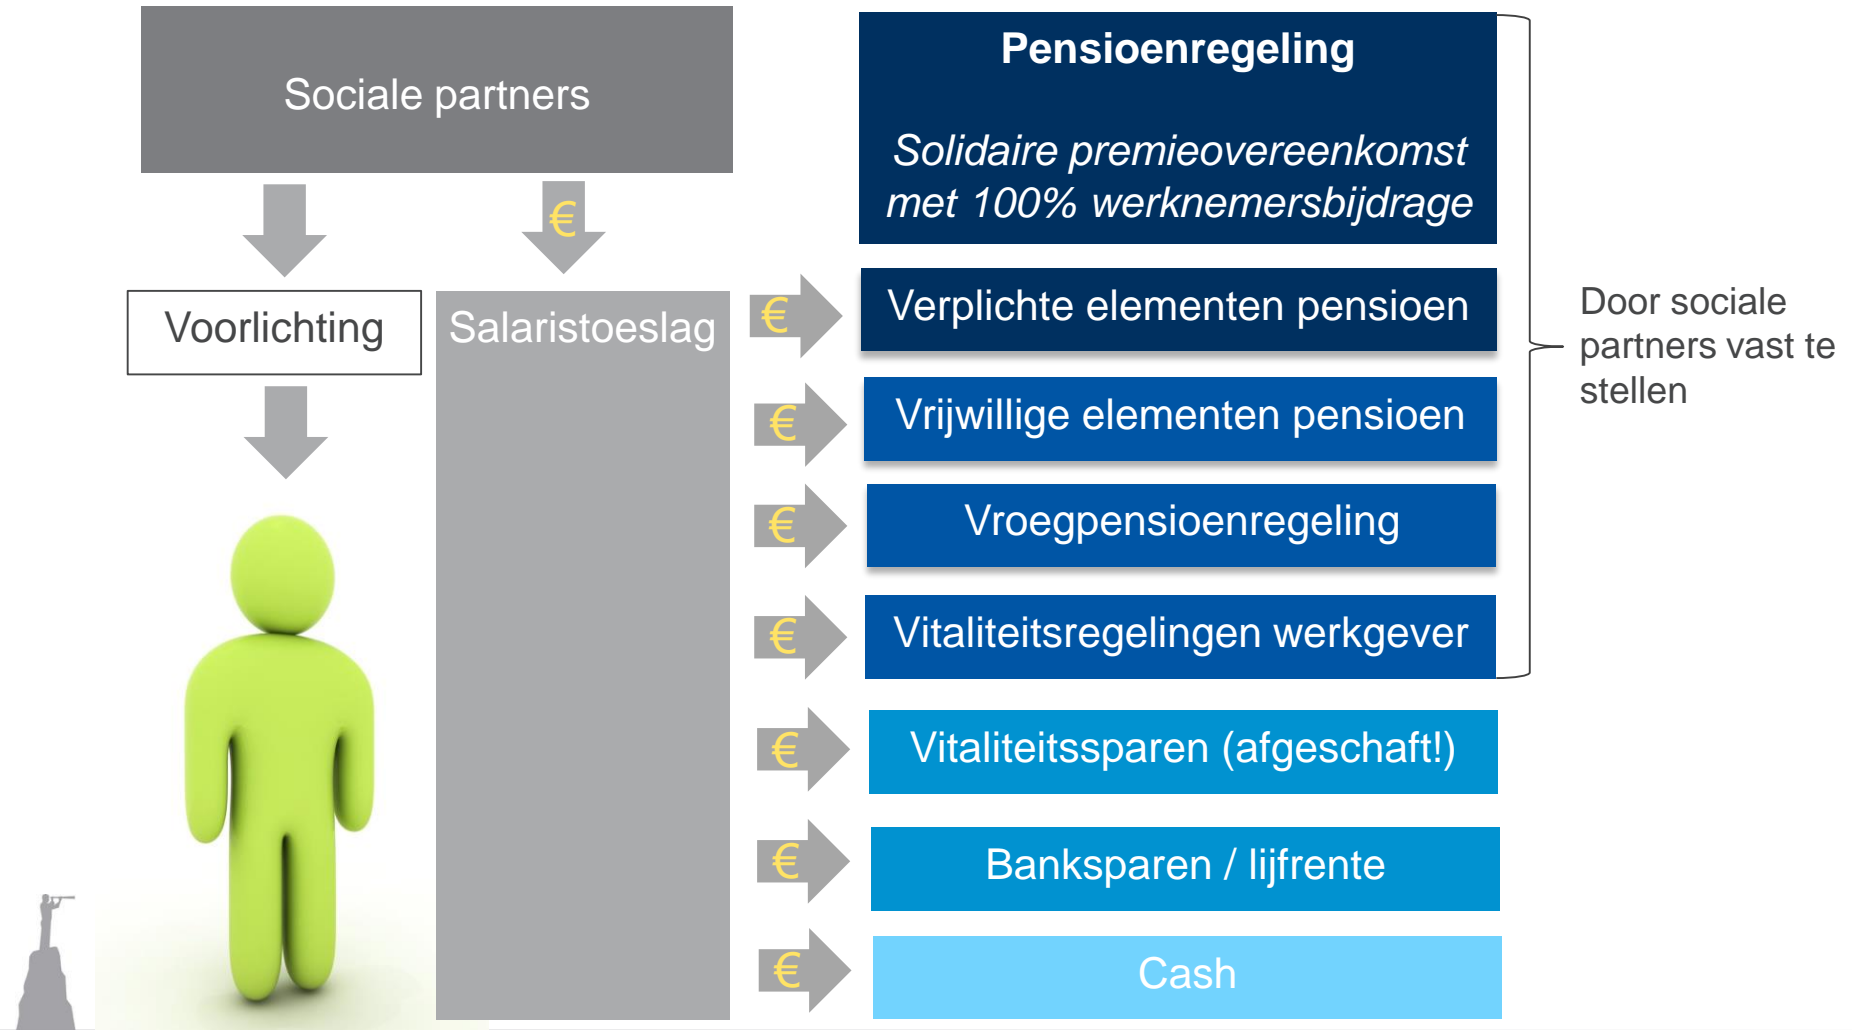 Sociale partners
€
Voorlichting
Salaristoeslag
Pensioenregeling
Solidaire premieovereenkomst
met 100% werknemersbijdrage
€
Verplichte elementen pensioen
€
Vrijwillige elementen pensioen
€
Vroegpensioenregeling
€
Vitaliteitsregelingen werkgever
€
Vitaliteitssparen (afgeschaft!)
€
Banksparen / lijfrente
€
Cash
Door sociale
partners vast te
stellen